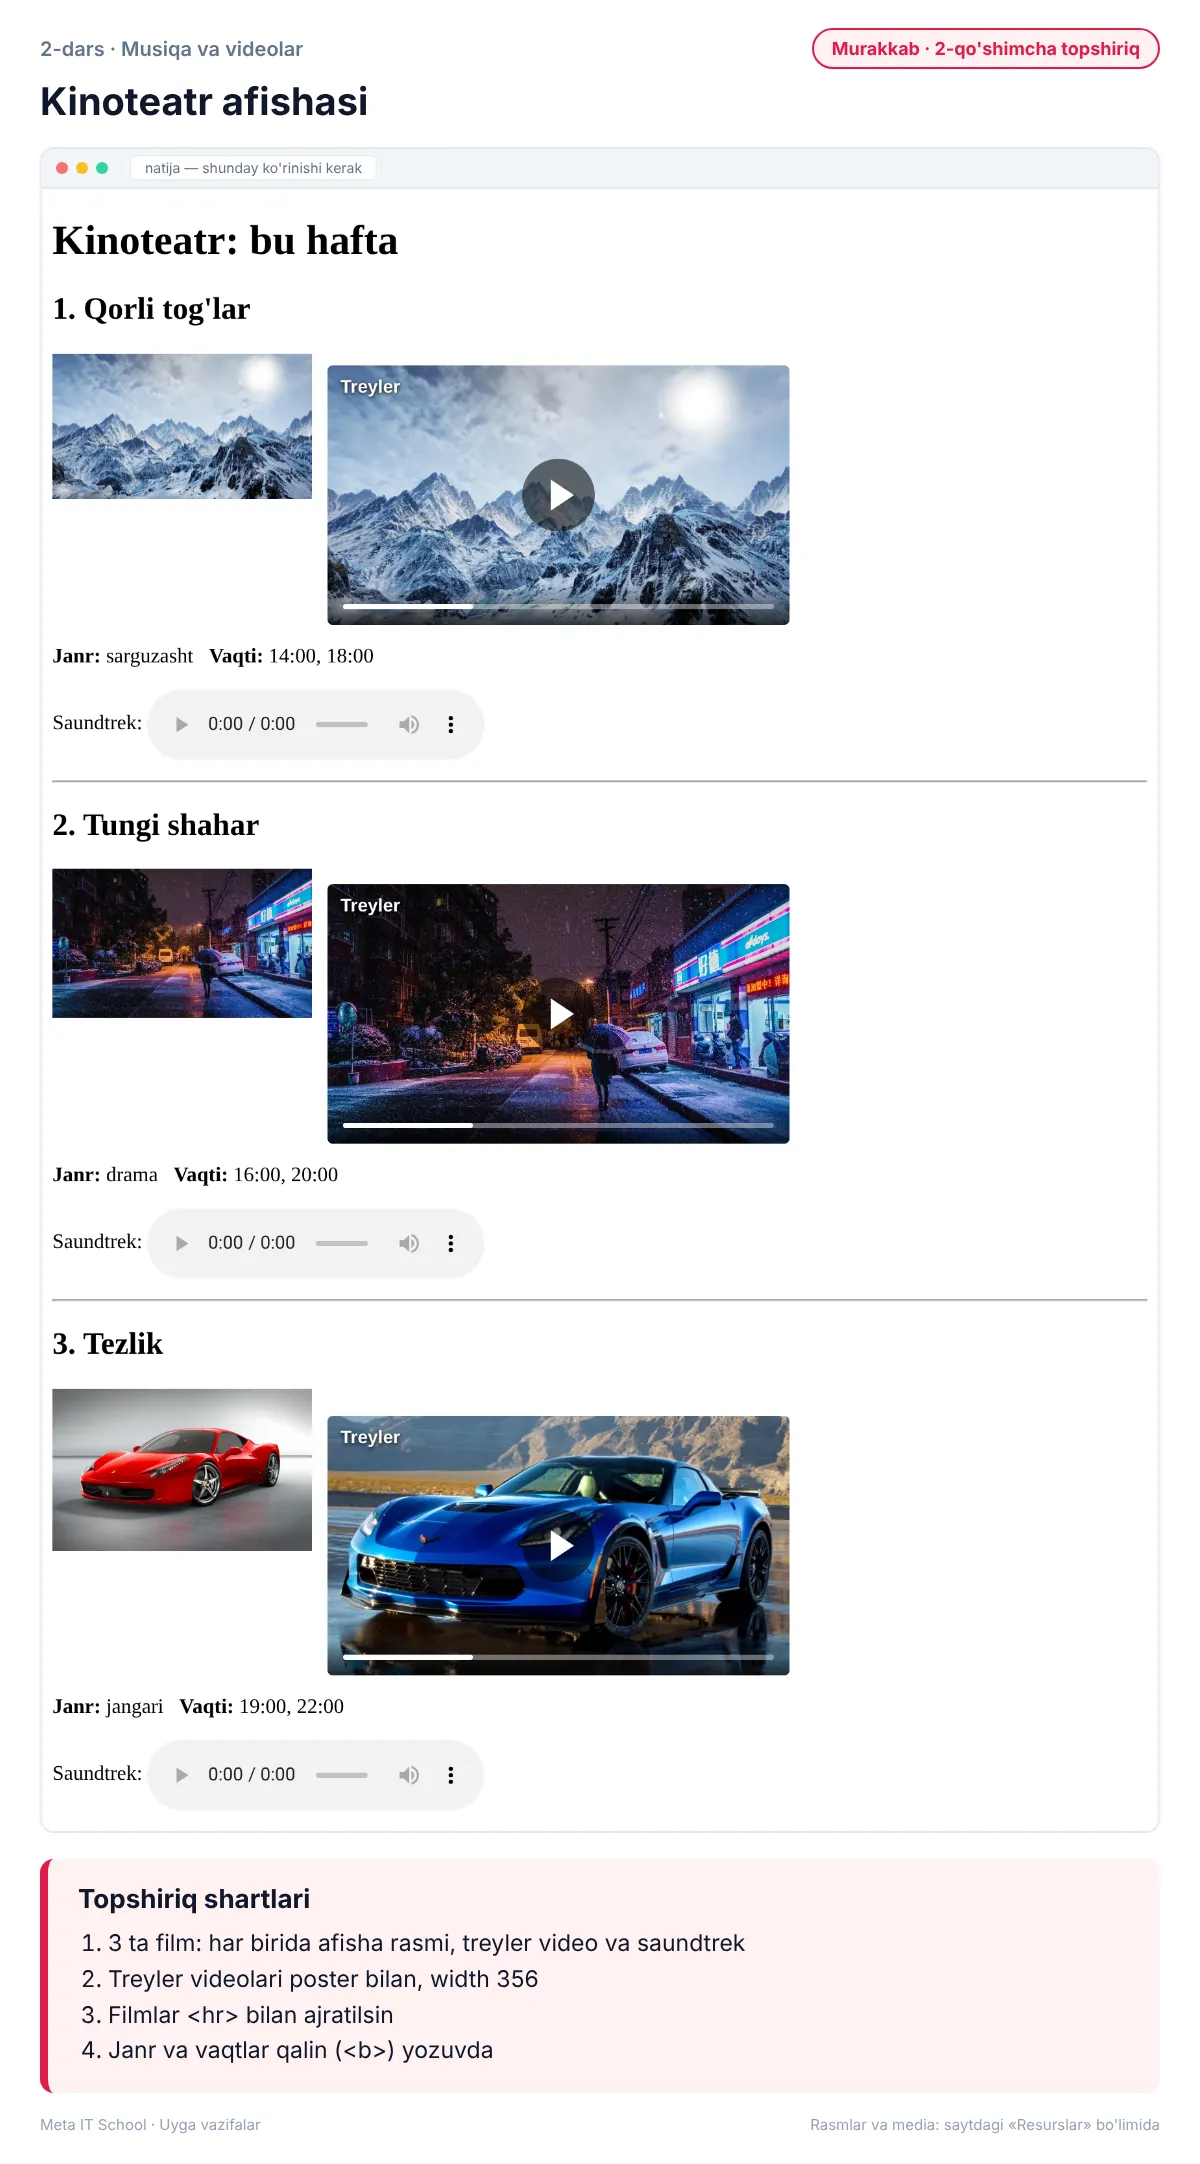 2-dars · Musiqa va videolar
Murakkab · 2-qo'shimcha topshiriq
Kinoteatr afishasi
natija — shunday ko'rinishi kerak
Kinoteatr: bu hafta
1. Qorli tog'lar
Treyler
Janr: sarguzasht Vaqti: 14:00, 18:00
Saundtrek: 0:00 / 0:00
2. Tungi shahar
Treyler
好德
alldays.
Janr: drama Vaqti: 16:00, 20:00
Saundtrek: 0:00 / 0:00
3. Tezlik
Treyler
Janr: jangari Vaqti: 19:00, 22:00
Saundtrek: 0:00 / 0:00
Topshiriq shartlari
1. 3 ta film: har birida afisha rasmi, treyler video va saundtrek
2. Treyler videolari poster bilan, width 356
3. Filmlar <hr> bilan ajratilsin
4. Janr va vaqtlar qalin (<b>) yozuvda
Meta IT School · Uyga vazifalar
Rasmlar va media: saytdagi «Resurslar» bo'limida